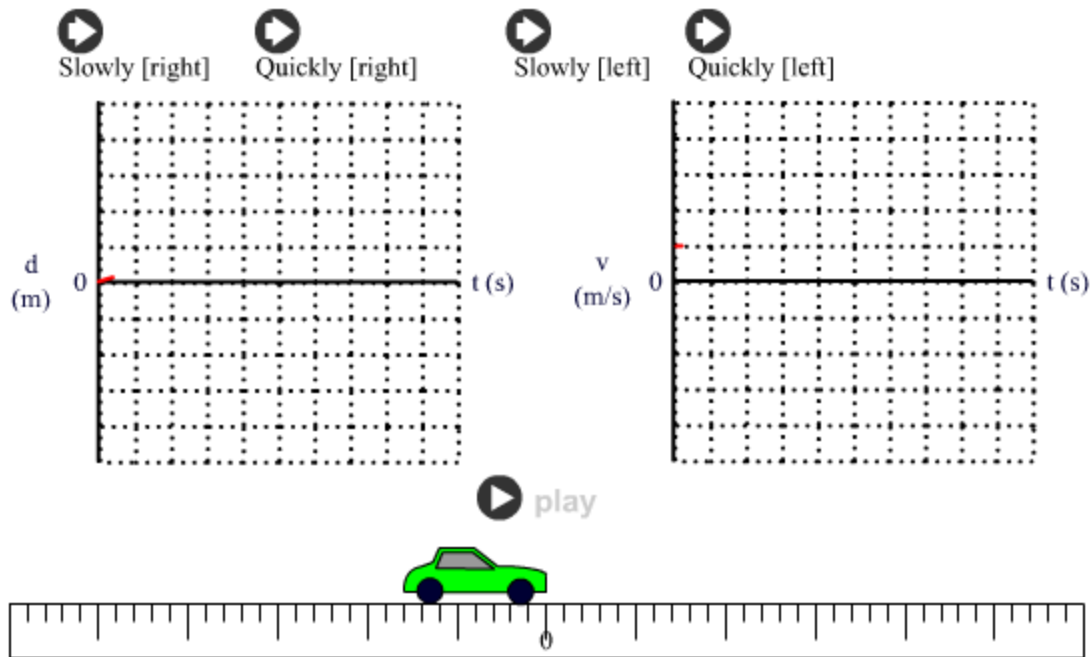 Slowly [right] Quickly [right] Slowly [left] Quickly [left]
d
(m)
0
t (s)
v
(m/s)
0
t (s)
play
0